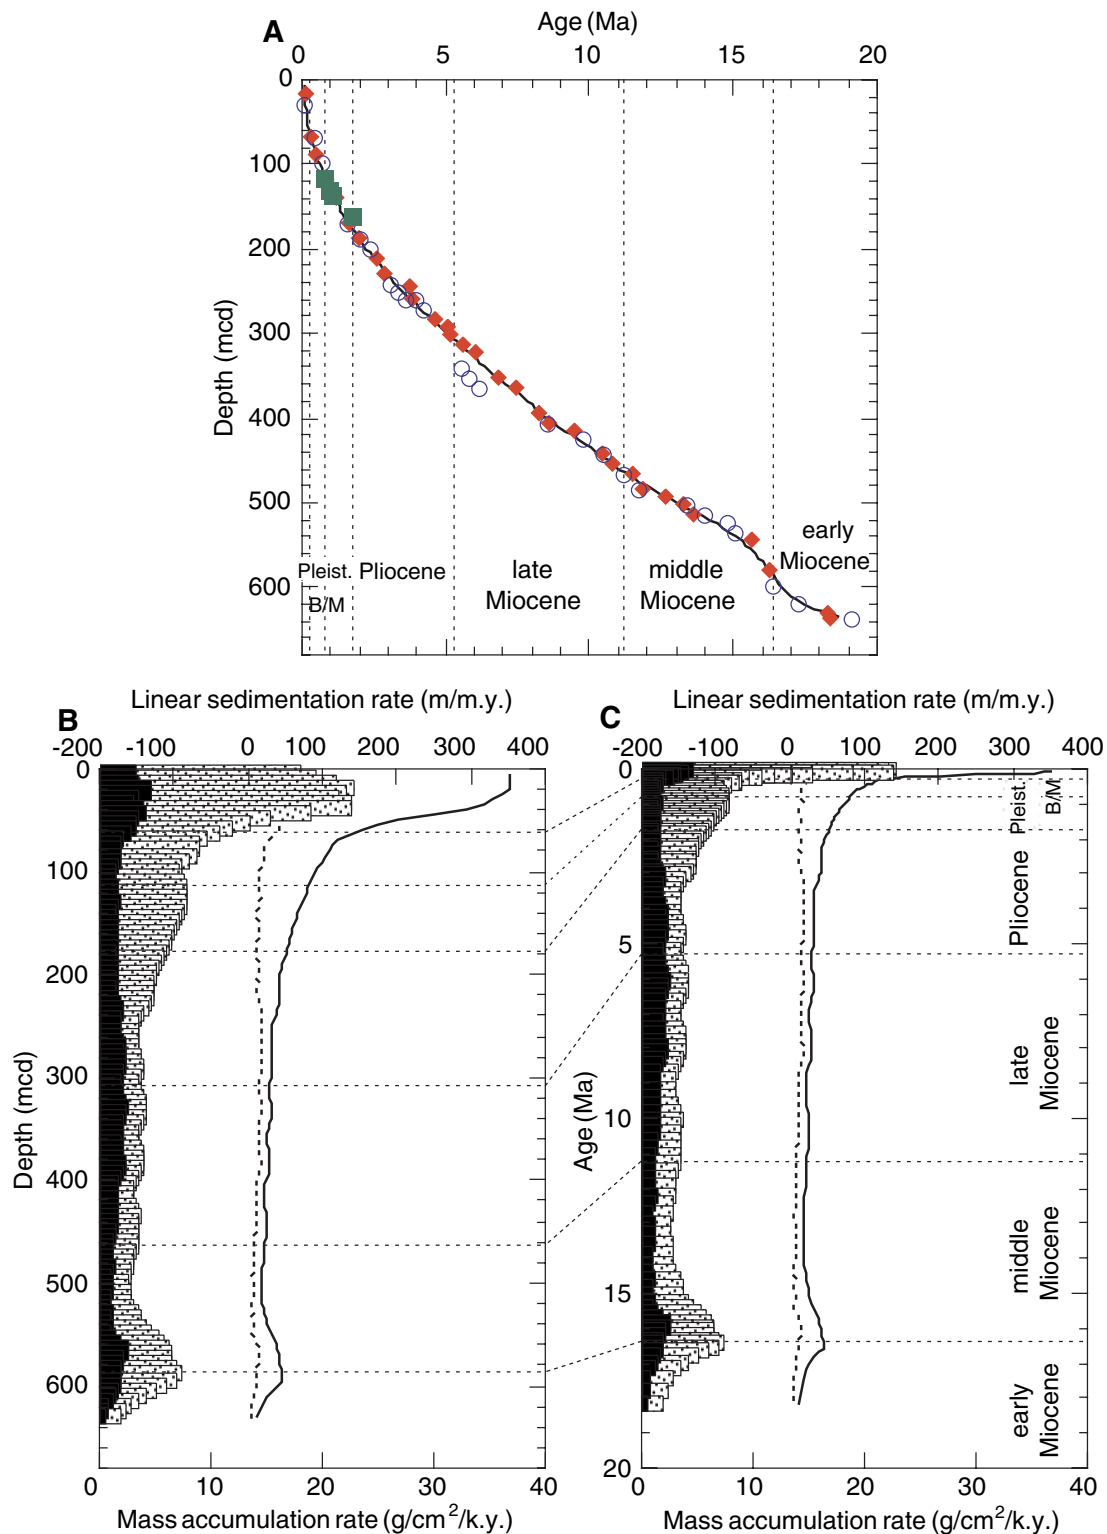 A
Age (Ma)
0 5 10 15 20
0
100
200
300
400
500
600
Depth (mcd)
Pleist.
B/M
Pliocene
late
Miocene
middle
Miocene
early
Miocene
B
Linear sedimentation rate (m/m.y.)
-200 -100 0 100 200 300 400
0
100
200
300
400
500
600
Depth (mcd)
0 10 20 30 40
Mass accumulation rate (g/cm²/k.y.)
C
Linear sedimentation rate (m/m.y.)
-200 -100 0 100 200 300 400
0
5
10
15
20
Age (Ma)
Pleist.
B/M
Pliocene
late
Miocene
middle
Miocene
early
Miocene
0 10 20 30 40
Mass accumulation rate (g/cm²/k.y.)